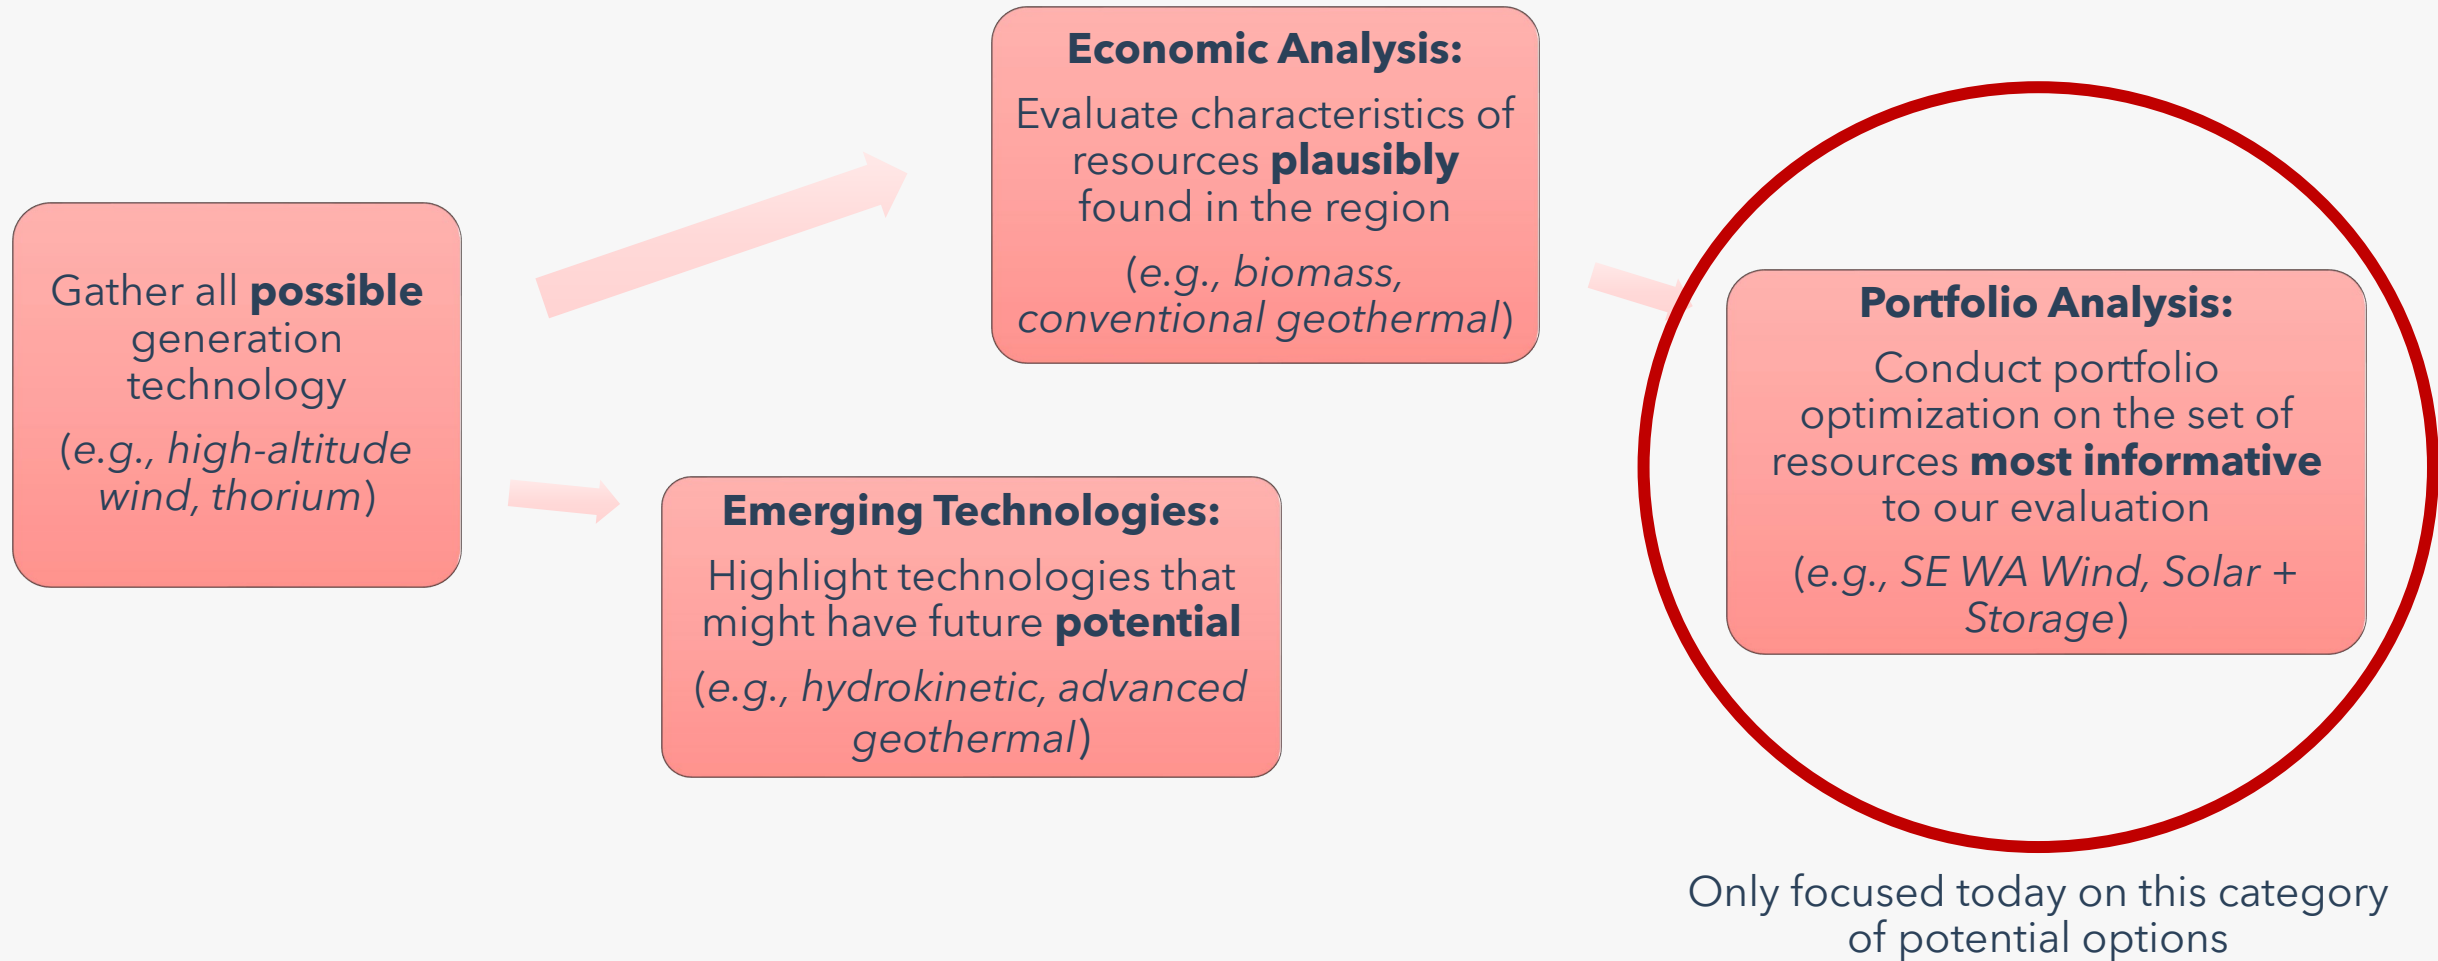 Gather all possible
generation
technology
(e.g., high-altitude
wind, thorium)
Economic Analysis:
Evaluate characteristics of
resources plausibly
found in the region
(e.g., biomass,
conventional geothermal)
Emerging Technologies:
Highlight technologies that
might have future potential
(e.g., hydrokinetic, advanced
geothermal)
Portfolio Analysis:
Conduct portfolio
optimization on the set of
resources most informative
to our evaluation
(e.g., SE WA Wind, Solar +
Storage)
Only focused today on this category
of potential options